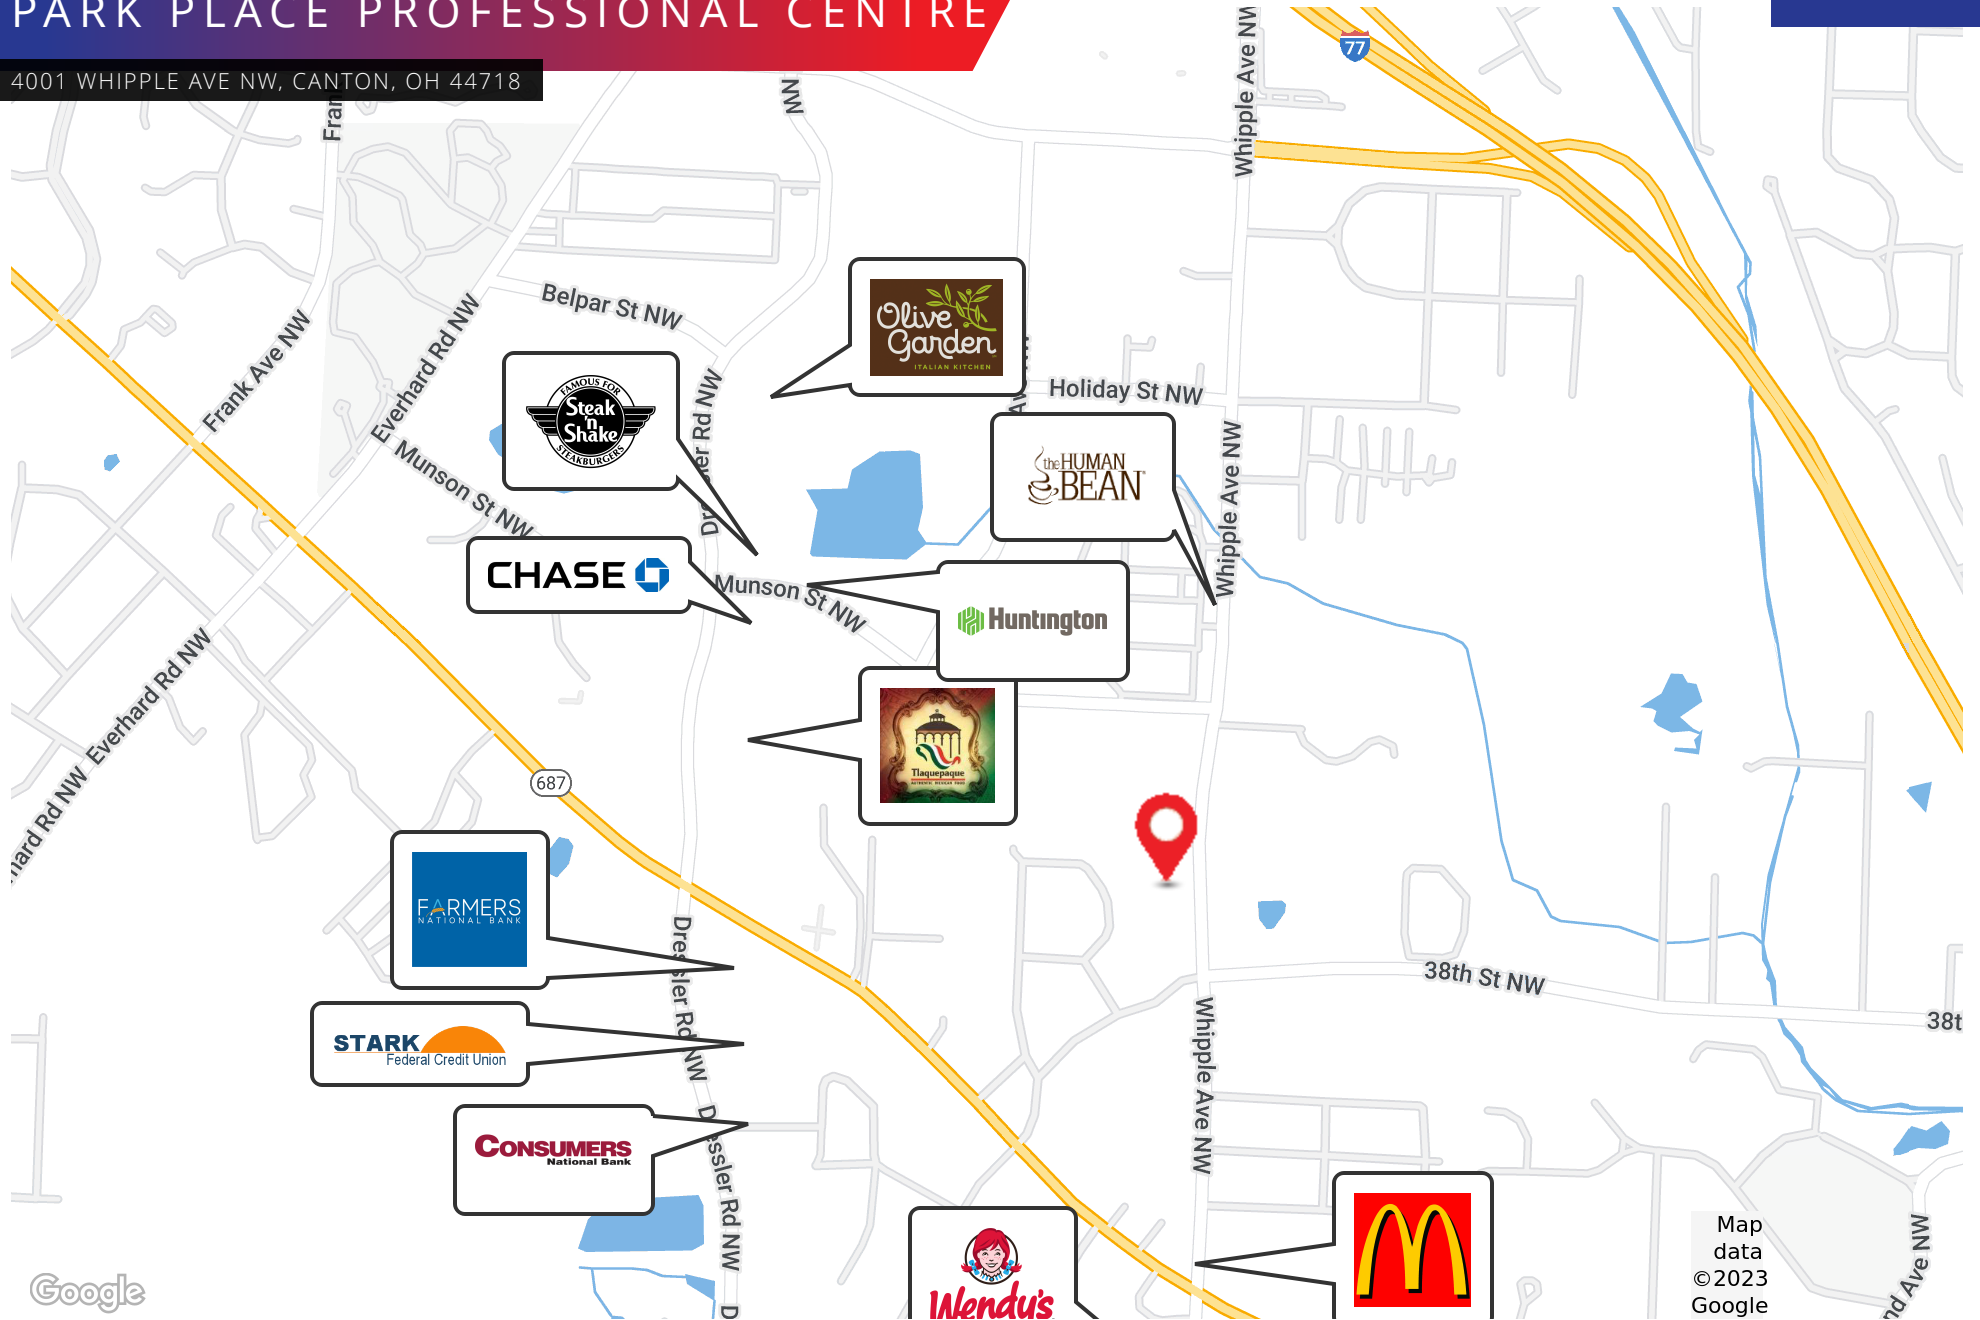 PARK PLACE PROFESSIONAL CENTRE
4001 WHIPPLE AVE NW, CANTON, OH 44718
77
Whipple Ave NW
Belpar St NW
Frank Ave NW
Everhard Rd NW
Olive
Garden
ITALIAN KITCHEN
Holiday St NW
FAMOUS FOR
Steak
'n
Shake
STEAKBURGERS
Munson St NW
the HUMAN
BEAN
Whipple Ave NW
CHASE
Munson St NW
Huntington
Everhard Rd NW
Tlaquepaque
AUTHENTIC MEXICAN FOOD
687
FARMERS
NATIONAL BANK
Dressler Rd NW
38th St NW
STARK
Federal Credit Union
Whipple Ave NW
CONSUMERS
National Bank
Dressler Rd NW
Wendy's
Map
data
©2023
Google
Google